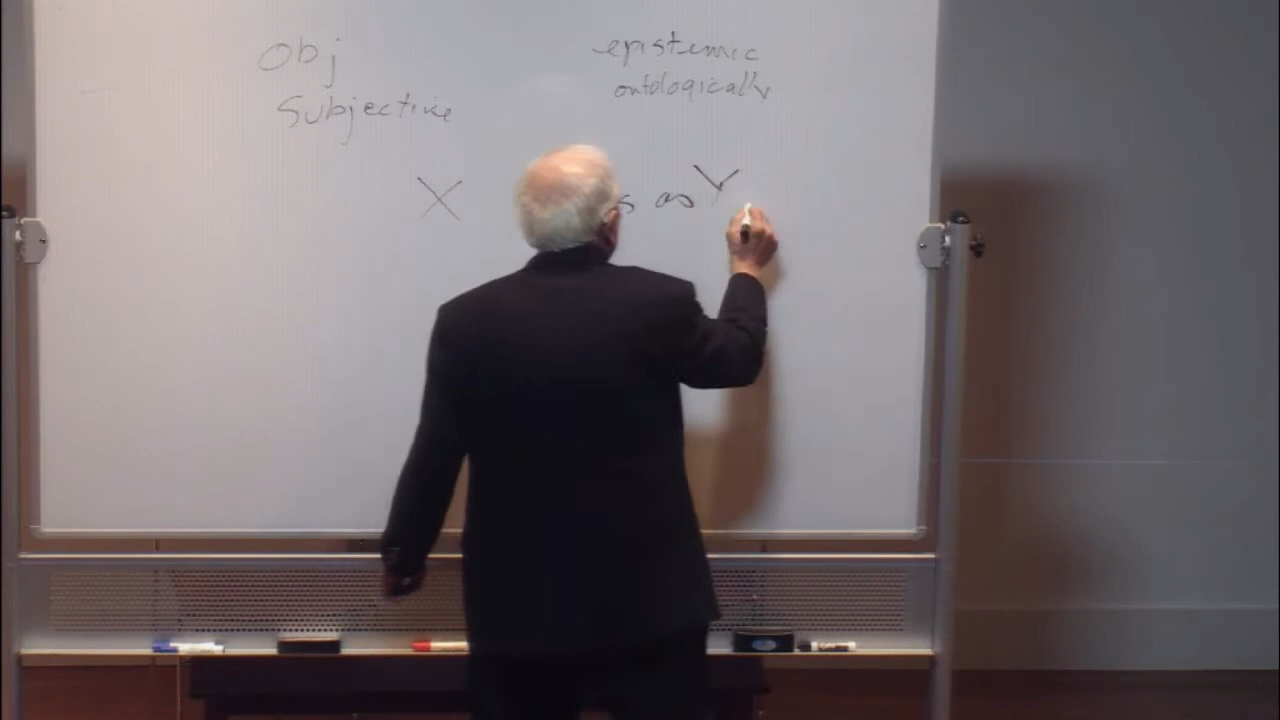 Obj
epistemic
Subjective
ontologically
X s as Y